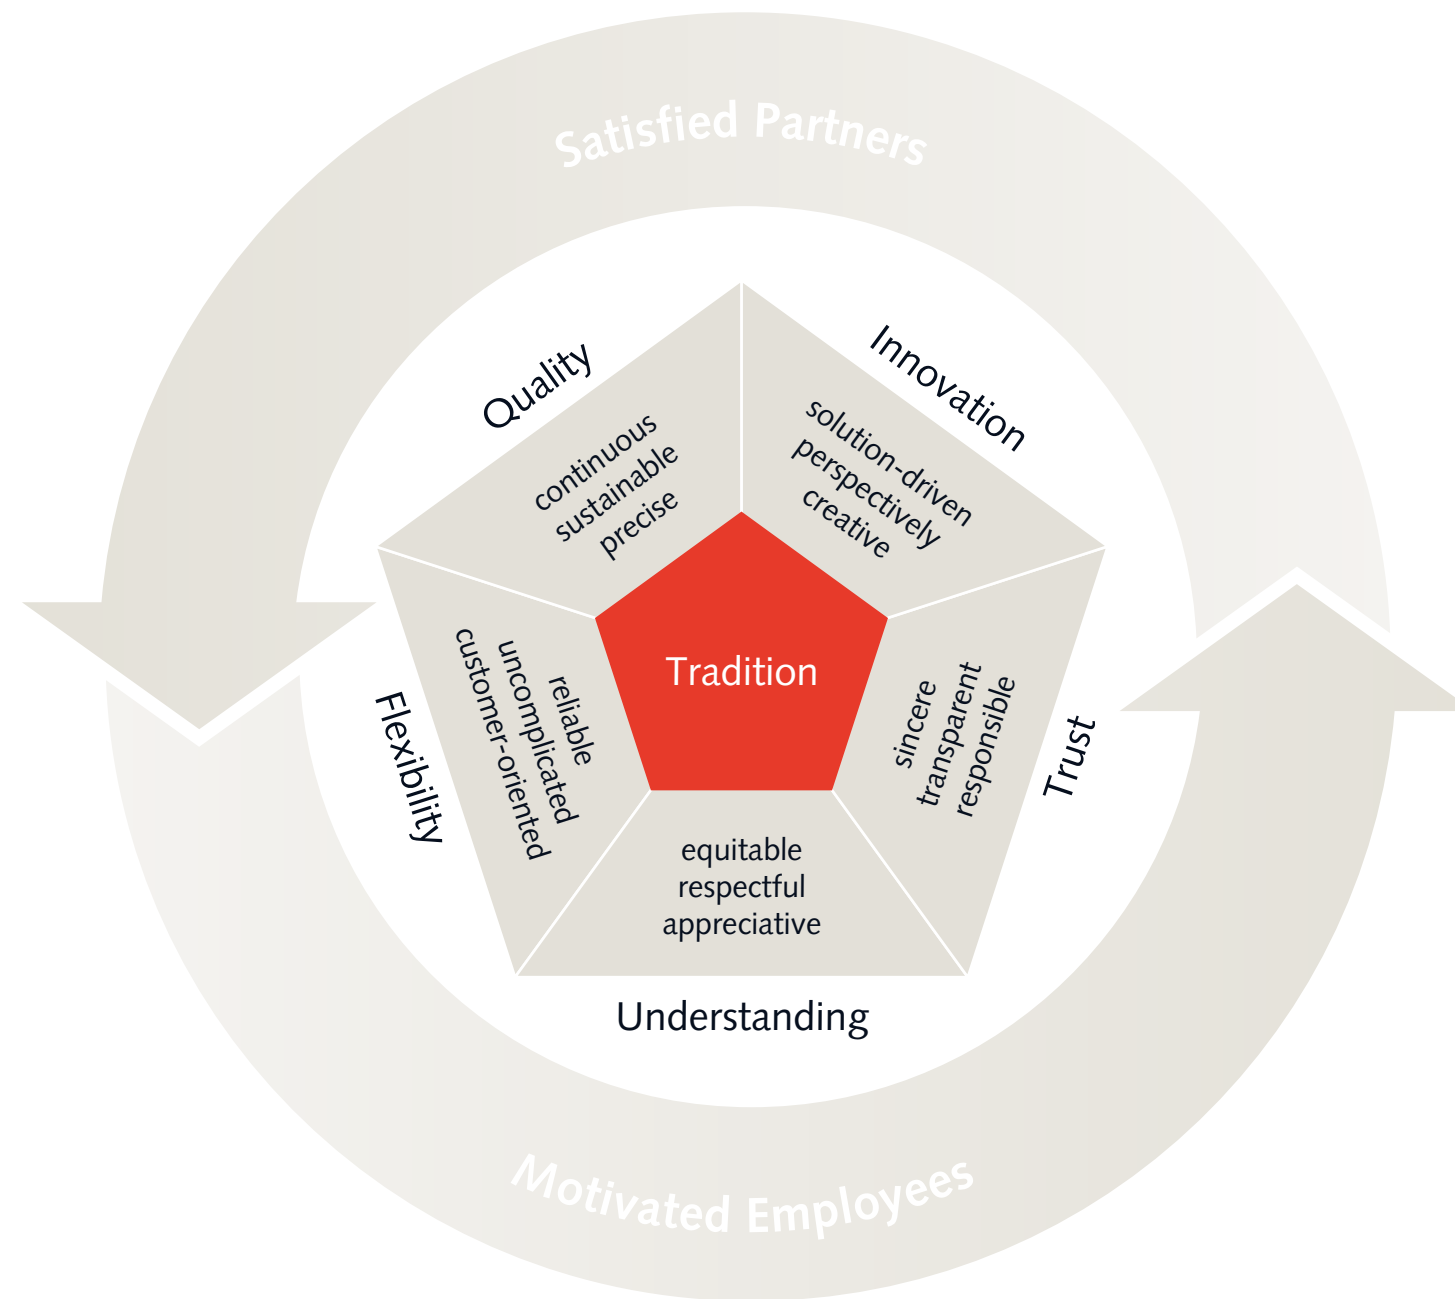 Satisfied Partners
Quality
continuous
sustainable
precise
Innovation
solution-driven
perspectively
creative
Tradition
Flexibility
reliable
uncomplicated
customer-oriented
sincere
transparent
responsible
Trust
equitable
respectful
appreciative
Understanding
Motivated Employees